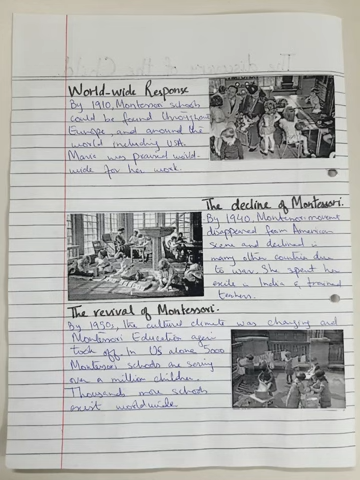 World-wide Response
By 1910, Montessori schools
could be found throughout
Europe, and around the
world including USA.
Maria was praised world-
wide for her work
The decline of Montessori.
By 1940, Montessori movement
disappeared from American
scene and declined in
many other countries due
to war. She spent her
exile in India & trained
teachers.
The revival of Montessori.
By 1950s, the cultural climate was changing and
Montessori Education again
took off. In US alone 5000
Montessori schools are serving
over a million children.
Thousands more schools
exist worldwide